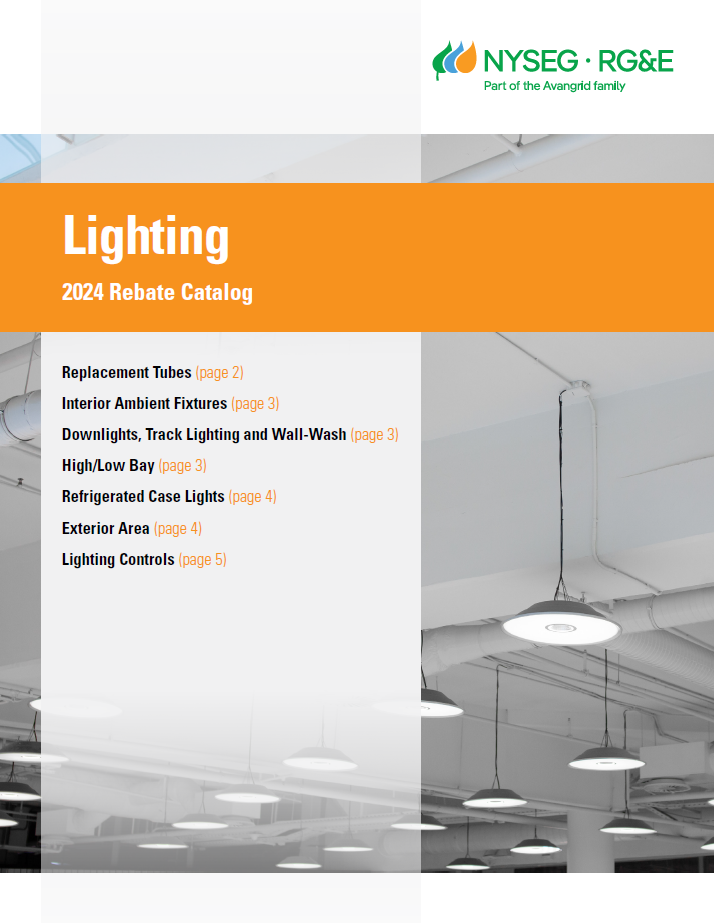 NYSEG · RG&E
Part of the Avangrid family
Lighting
2024 Rebate Catalog
Replacement Tubes (page 2)
Interior Ambient Fixtures (page 3)
Downlights, Track Lighting and Wall-Wash (page 3)
High/Low Bay (page 3)
Refrigerated Case Lights (page 4)
Exterior Area (page 4)
Lighting Controls (page 5)